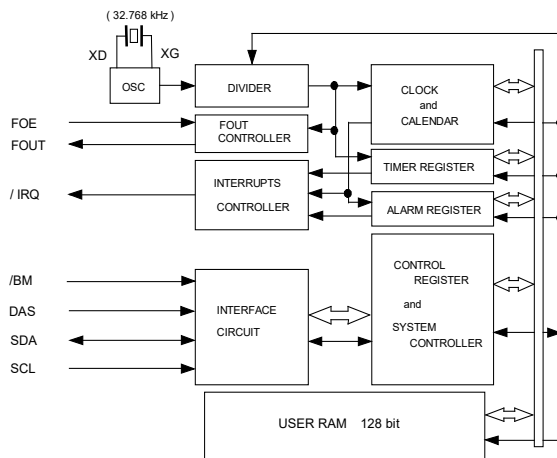 ( 32.768 kHz )
XD
XG
OSC
DIVIDER
CLOCK
and
CALENDAR
FOE
FOUT
FOUT
CONTROLLER
TIMER REGISTER
/ IRQ
INTERRUPTS
CONTROLLER
ALARM REGISTER
/BM
DAS
SDA
SCL
INTERFACE
CIRCUIT
CONTROL
REGISTER
and
SYSTEM
CONTROLLER
USER RAM 128 bit